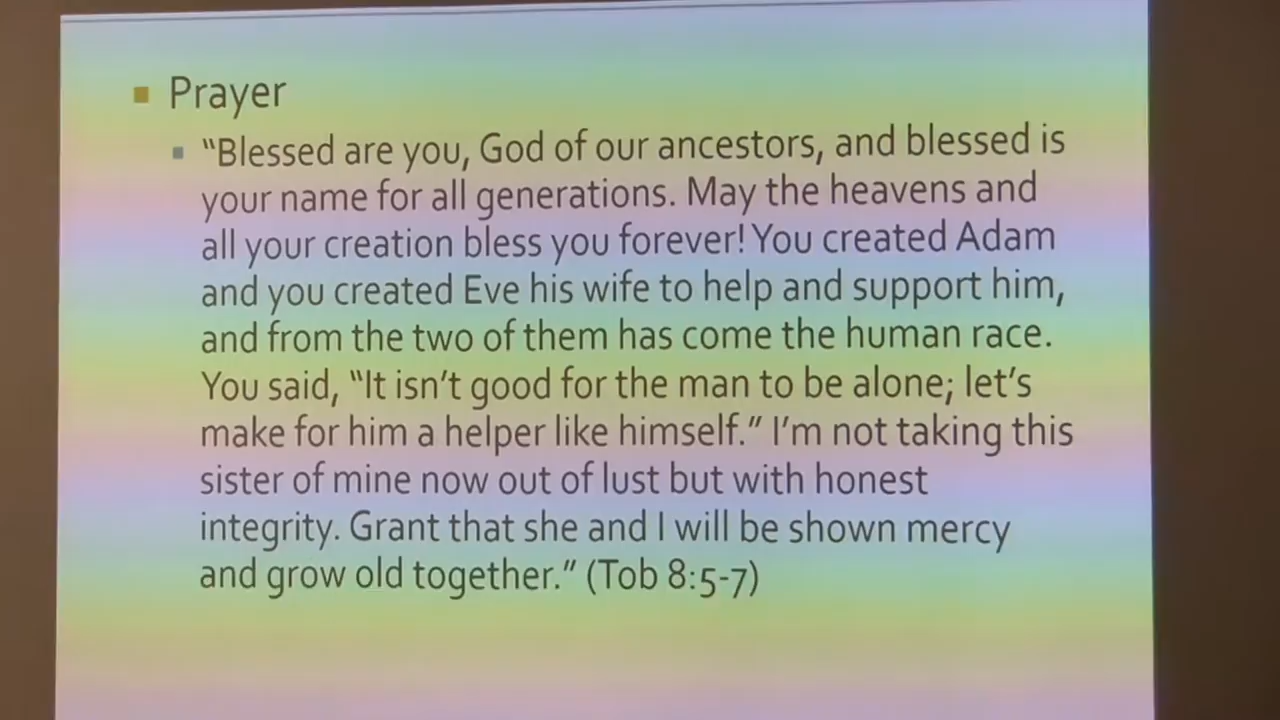 Prayer
“Blessed are you, God of our ancestors, and blessed is
your name for all generations. May the heavens and
all your creation bless you forever! You created Adam
and you created Eve his wife to help and support him,
and from the two of them has come the human race.
You said, “It isn’t good for the man to be alone; let’s
make for him a helper like himself.” I’m not taking this
sister of mine now out of lust but with honest
integrity. Grant that she and I will be shown mercy
and grow old together.” (Tob 8:5-7)